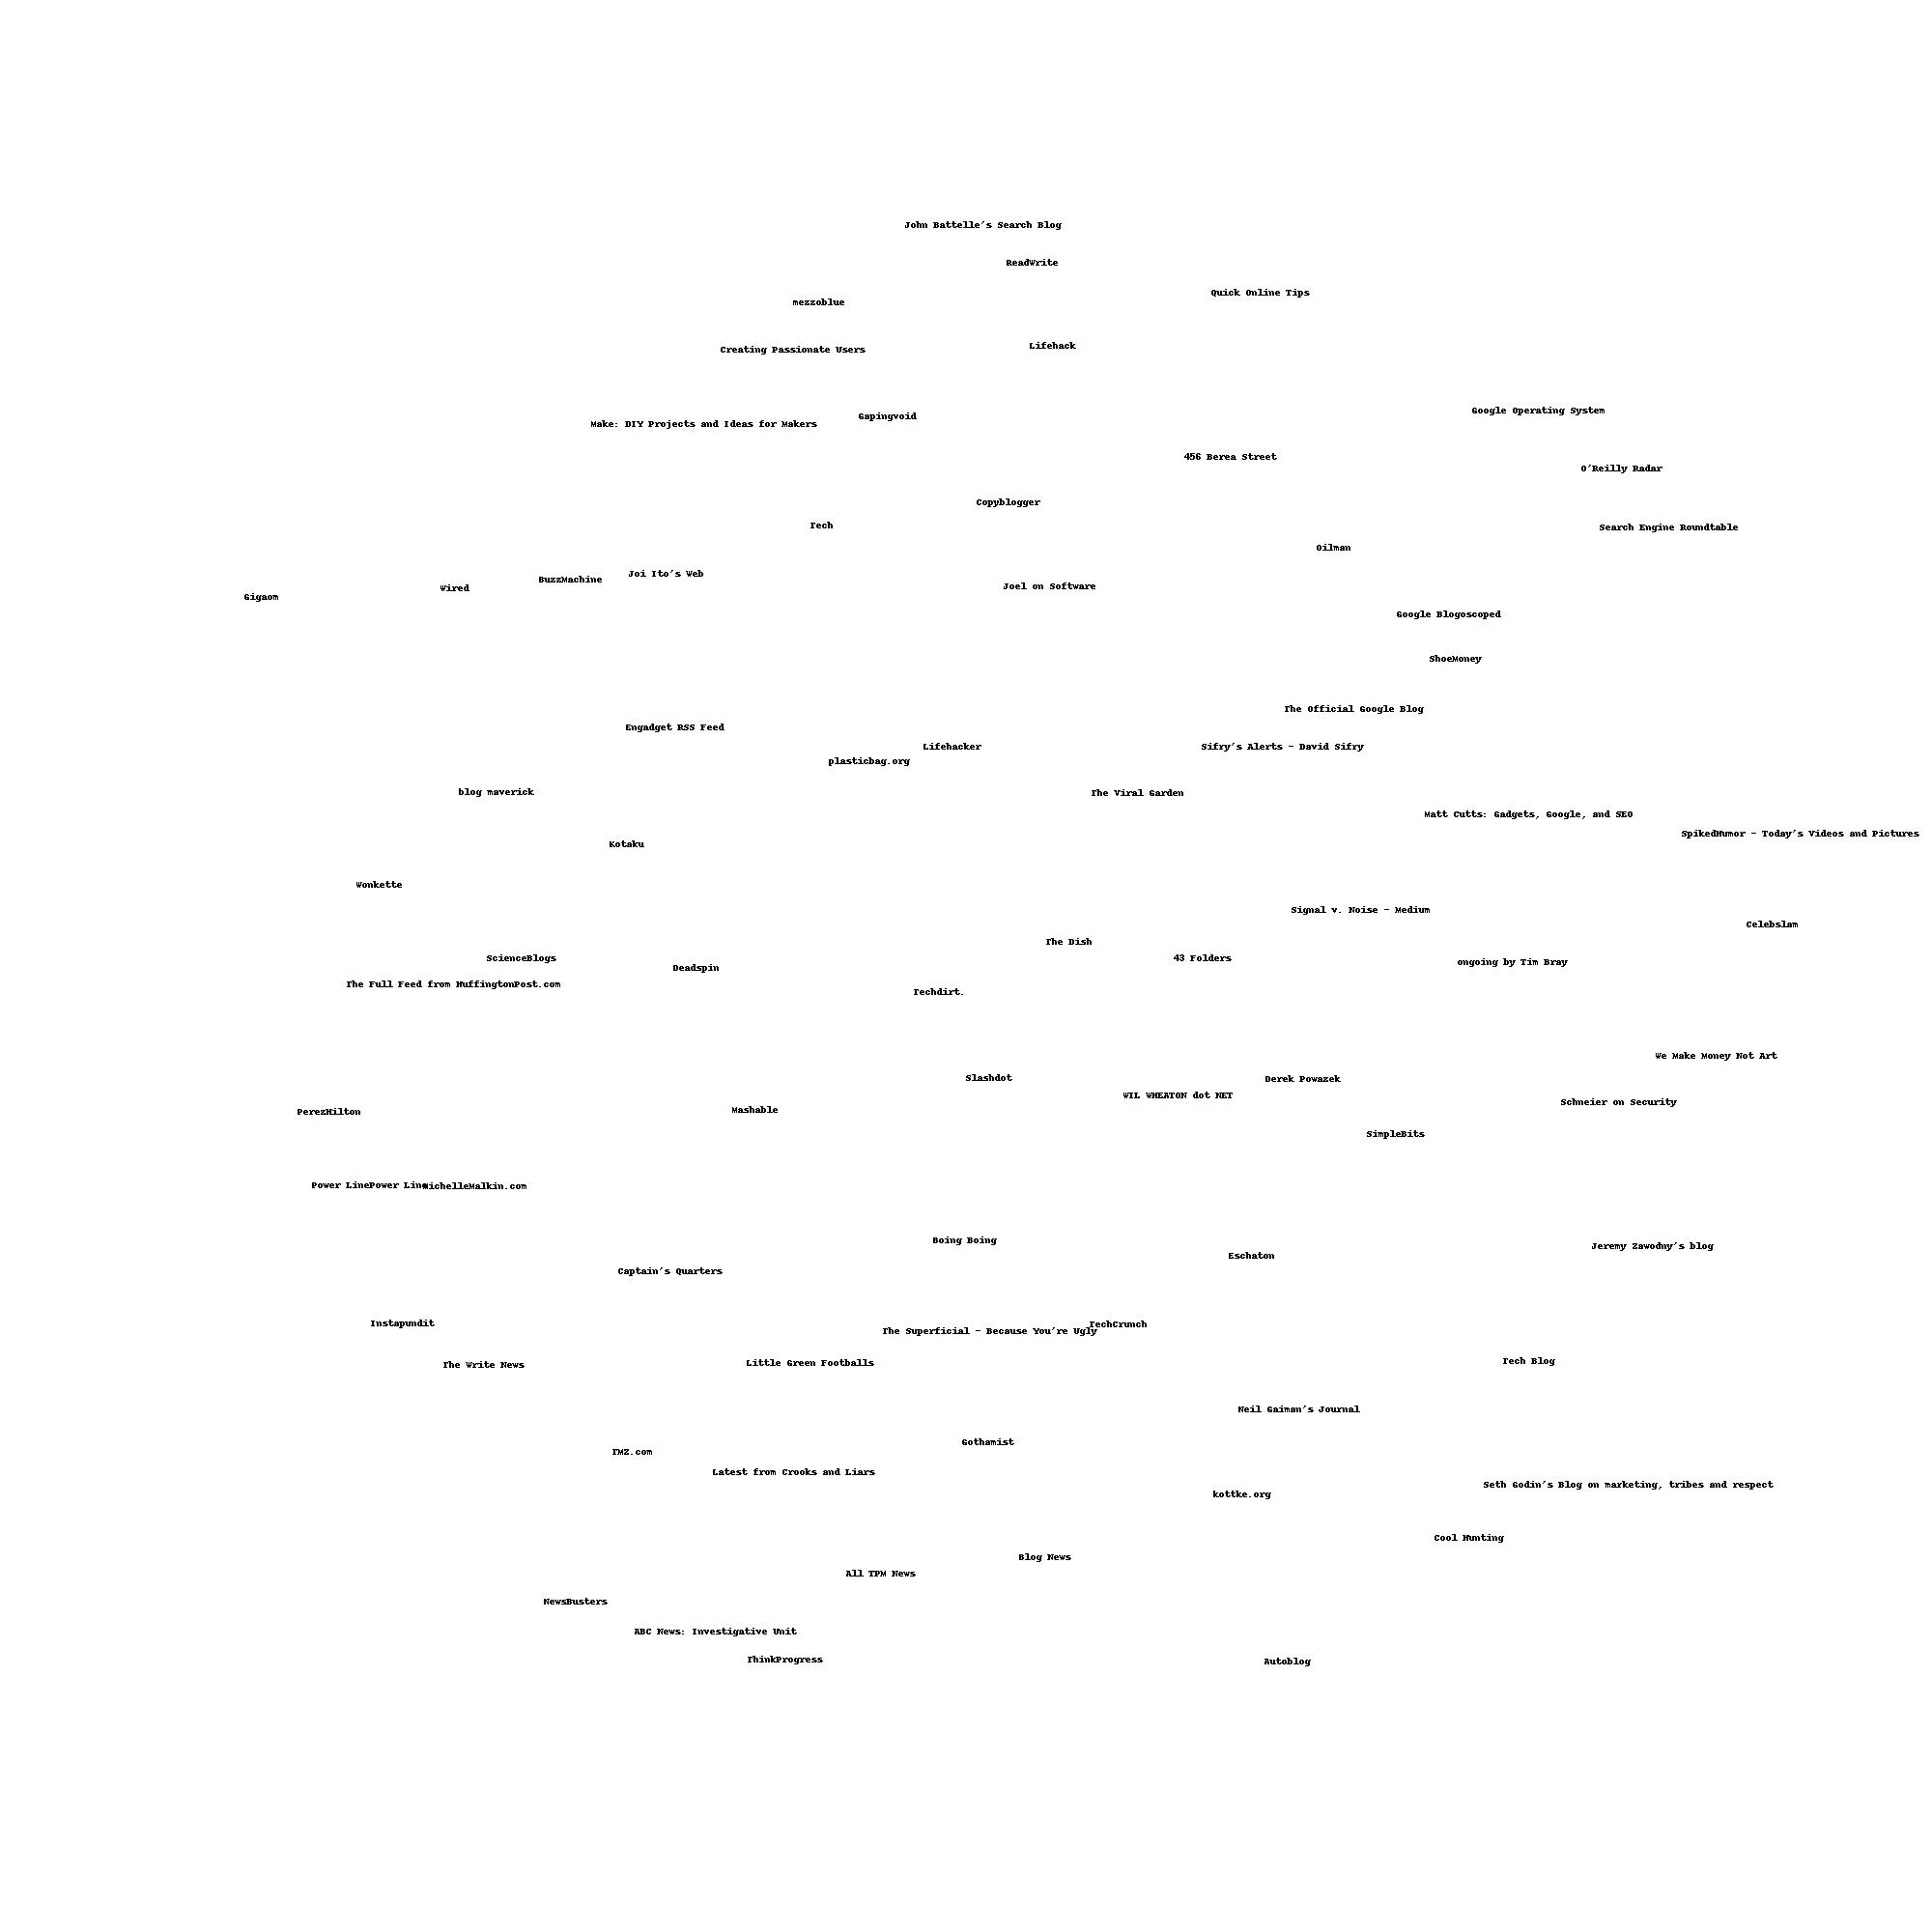 John Battelle's Search Blog
ReadWrite
Quick Online Tips
mezzoblue
Lifehack
Creating Passionate Users
Google Operating System
Gapingvoid
Make: DIY Projects and Ideas for Makers
456 Berea Street
O'Reilly Radar
Copyblogger
Tech
Search Engine Roundtable
Oilman
Joi Ito's Web
BuzzMachine
Wired
Joel on Software
Gigaom
Google Blogoscoped
ShoeMoney
The Official Google Blog
Engadget RSS Feed
Lifehacker
Sifry's Alerts - David Sifry
plasticbag.org
blog maverick
The Viral Garden
Matt Cutts: Gadgets, Google, and SEO
SpikedHumor - Today's Videos and Pictures
Kotaku
Wonkette
Signal v. Noise - Medium
Celebslam
The Dish
ScienceBlogs
43 Folders
ongoing by Tim Bray
Deadspin
The Full Feed from HuffingtonPost.com
Techdirt.
We Make Money Not Art
Slashdot
Derek Powazek
WIL WHEATON dot NET
Schneier on Security
Mashable
PerezHilton
SimpleBits
Power LinePower Line
MichelleMalkin.com
Boing Boing
Jeremy Zawodny's blog
Eschaton
Captain's Quarters
Instapundit
TechCrunch
The Superficial - Because You're Ugly
Tech Blog
Little Green Footballs
The Write News
Neil Gaiman's Journal
Gothamist
TMZ.com
Latest from Crooks and Liars
Seth Godin's Blog on marketing, tribes and respect
kottke.org
Cool Hunting
Blog News
All TPM News
NewsBusters
ABC News: Investigative Unit
ThinkProgress
Autoblog